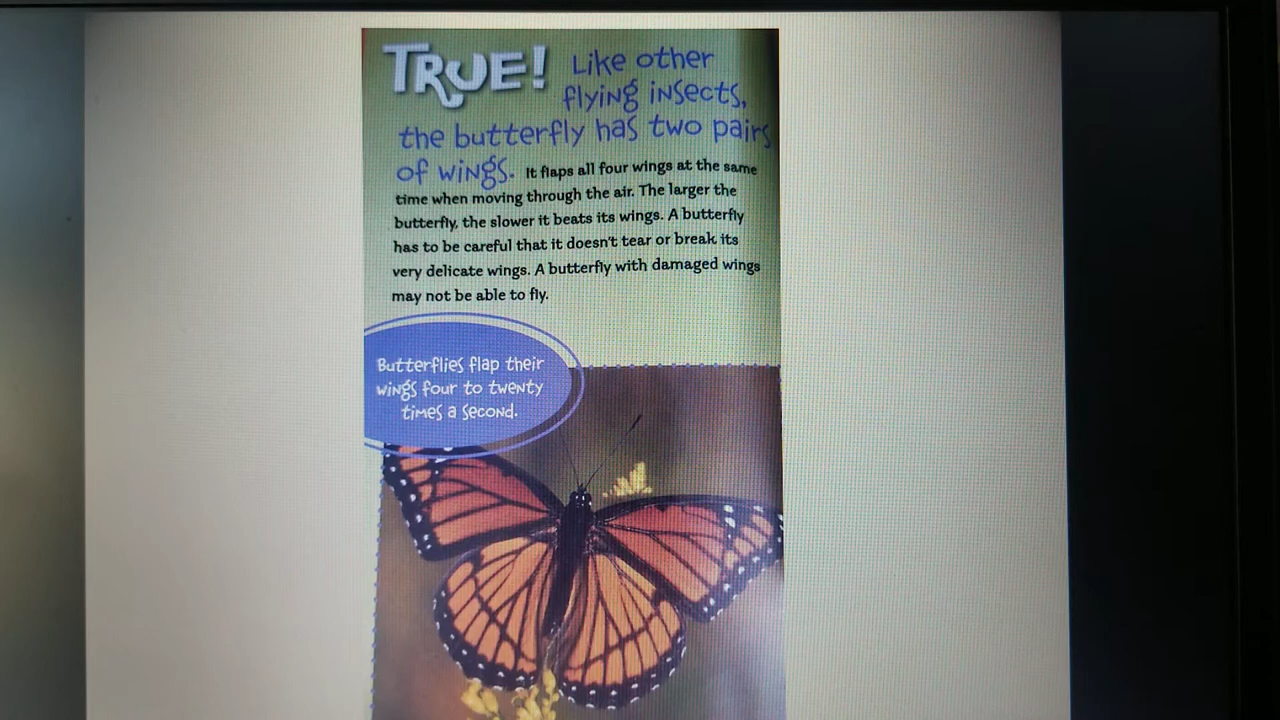 TRUE! Like other
flying insects,
the butterfly has two pairs
of wings. It flaps all four wings at the same
time when moving through the air. The larger the
butterfly, the slower it beats its wings. A butterfly
has to be careful that it doesn't tear or break its
very delicate wings. A butterfly with damaged wings
may not be able to fly.
Butterflies flap their
wings four to twenty
times a second.